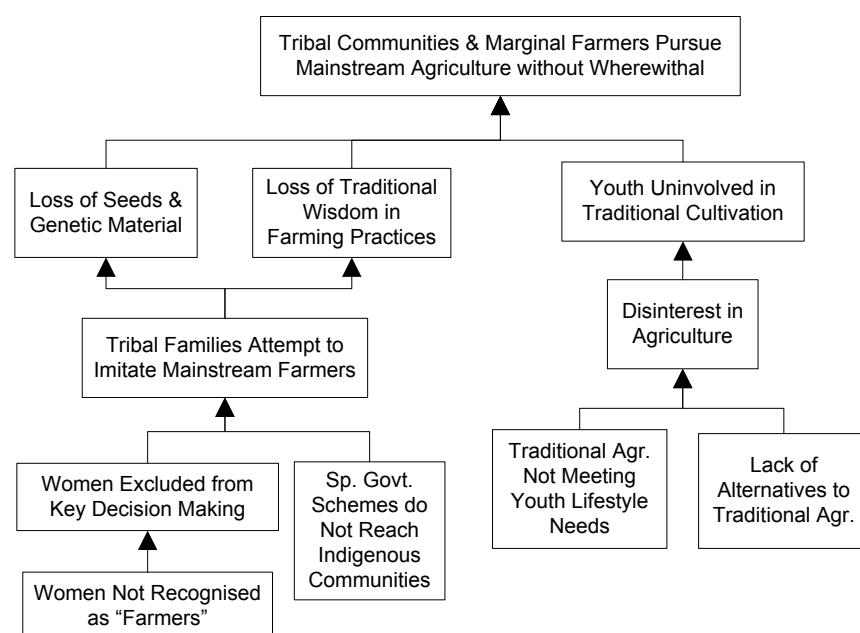 Tribal Communities & Marginal Farmers Pursue
Mainstream Agriculture without Wherewithal
Loss of Seeds &
Genetic Material
Loss of Traditional
Wisdom in
Farming Practices
Youth Uninvolved in
Traditional Cultivation
Disinterest in
Agriculture
Tribal Families Attempt to
Imitate Mainstream Farmers
Women Excluded from
Key Decision Making
Sp. Govt.
Schemes do
Not Reach
Indigenous
Communities
Traditional Agr.
Not Meeting
Youth Lifestyle
Needs
Lack of
Alternatives to
Traditional Agr.
Women Not Recognised
as “Farmers”